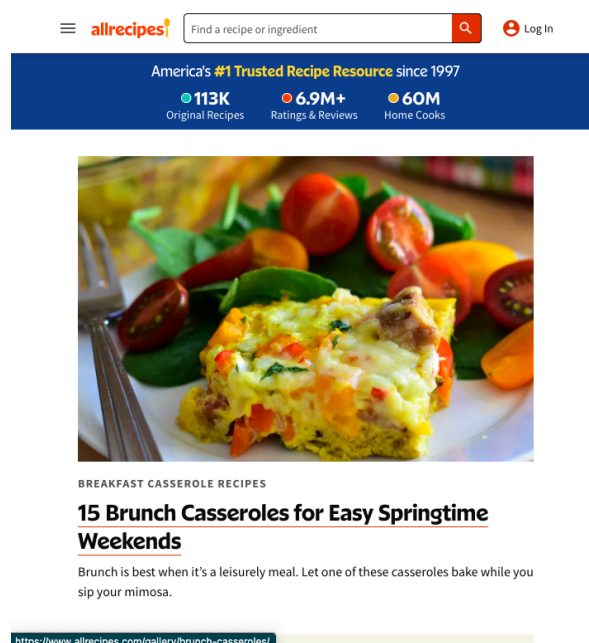 allrecipes
Find a recipe or ingredient
Log In
America's #1 Trusted Recipe Resource since 1997
113K
Original Recipes
6.9M+
Ratings & Reviews
60M
Home Cooks
BREAKFAST CASSEROLE RECIPES
15 Brunch Casseroles for Easy Springtime
Weekends
Brunch is best when it's a leisurely meal. Let one of these casseroles bake while you
sip your mimosa.
https://www.allrecipes.com/gallery/brunch-casseroles/